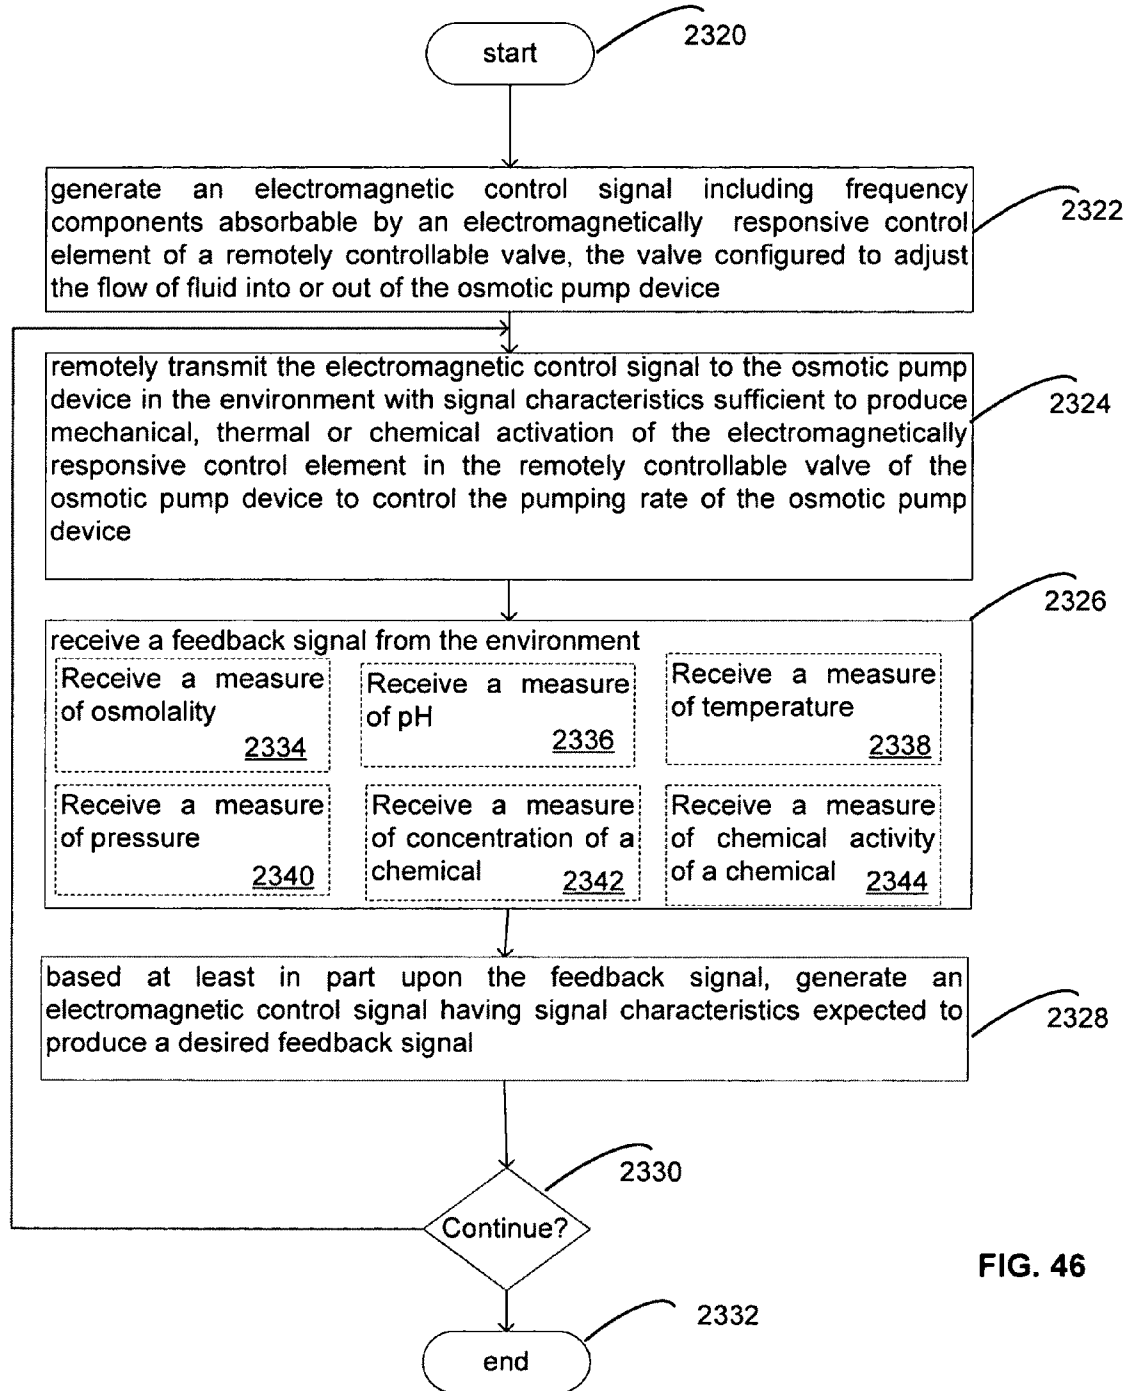 start
2320
generate an electromagnetic control signal including frequency
components absorbable by an electromagnetically responsive control
element of a remotely controllable valve, the valve configured to adjust
the flow of fluid into or out of the osmotic pump device
2322
remotely transmit the electromagnetic control signal to the osmotic pump
device in the environment with signal characteristics sufficient to produce
mechanical, thermal or chemical activation of the electromagnetically
responsive control element in the remotely controllable valve of the
osmotic pump device to control the pumping rate of the osmotic pump
device
2324
receive a feedback signal from the environment
2326
Receive a measure
of osmolality
2334
Receive a measure
of pH
2336
Receive a measure
of temperature
2338
Receive a measure
of pressure
2340
Receive a measure
of concentration of a
chemical
2342
Receive a measure
of chemical activity
of a chemical
2344
based at least in part upon the feedback signal, generate an
electromagnetic control signal having signal characteristics expected to
produce a desired feedback signal
2328
Continue?
2330
FIG. 46
end
2332